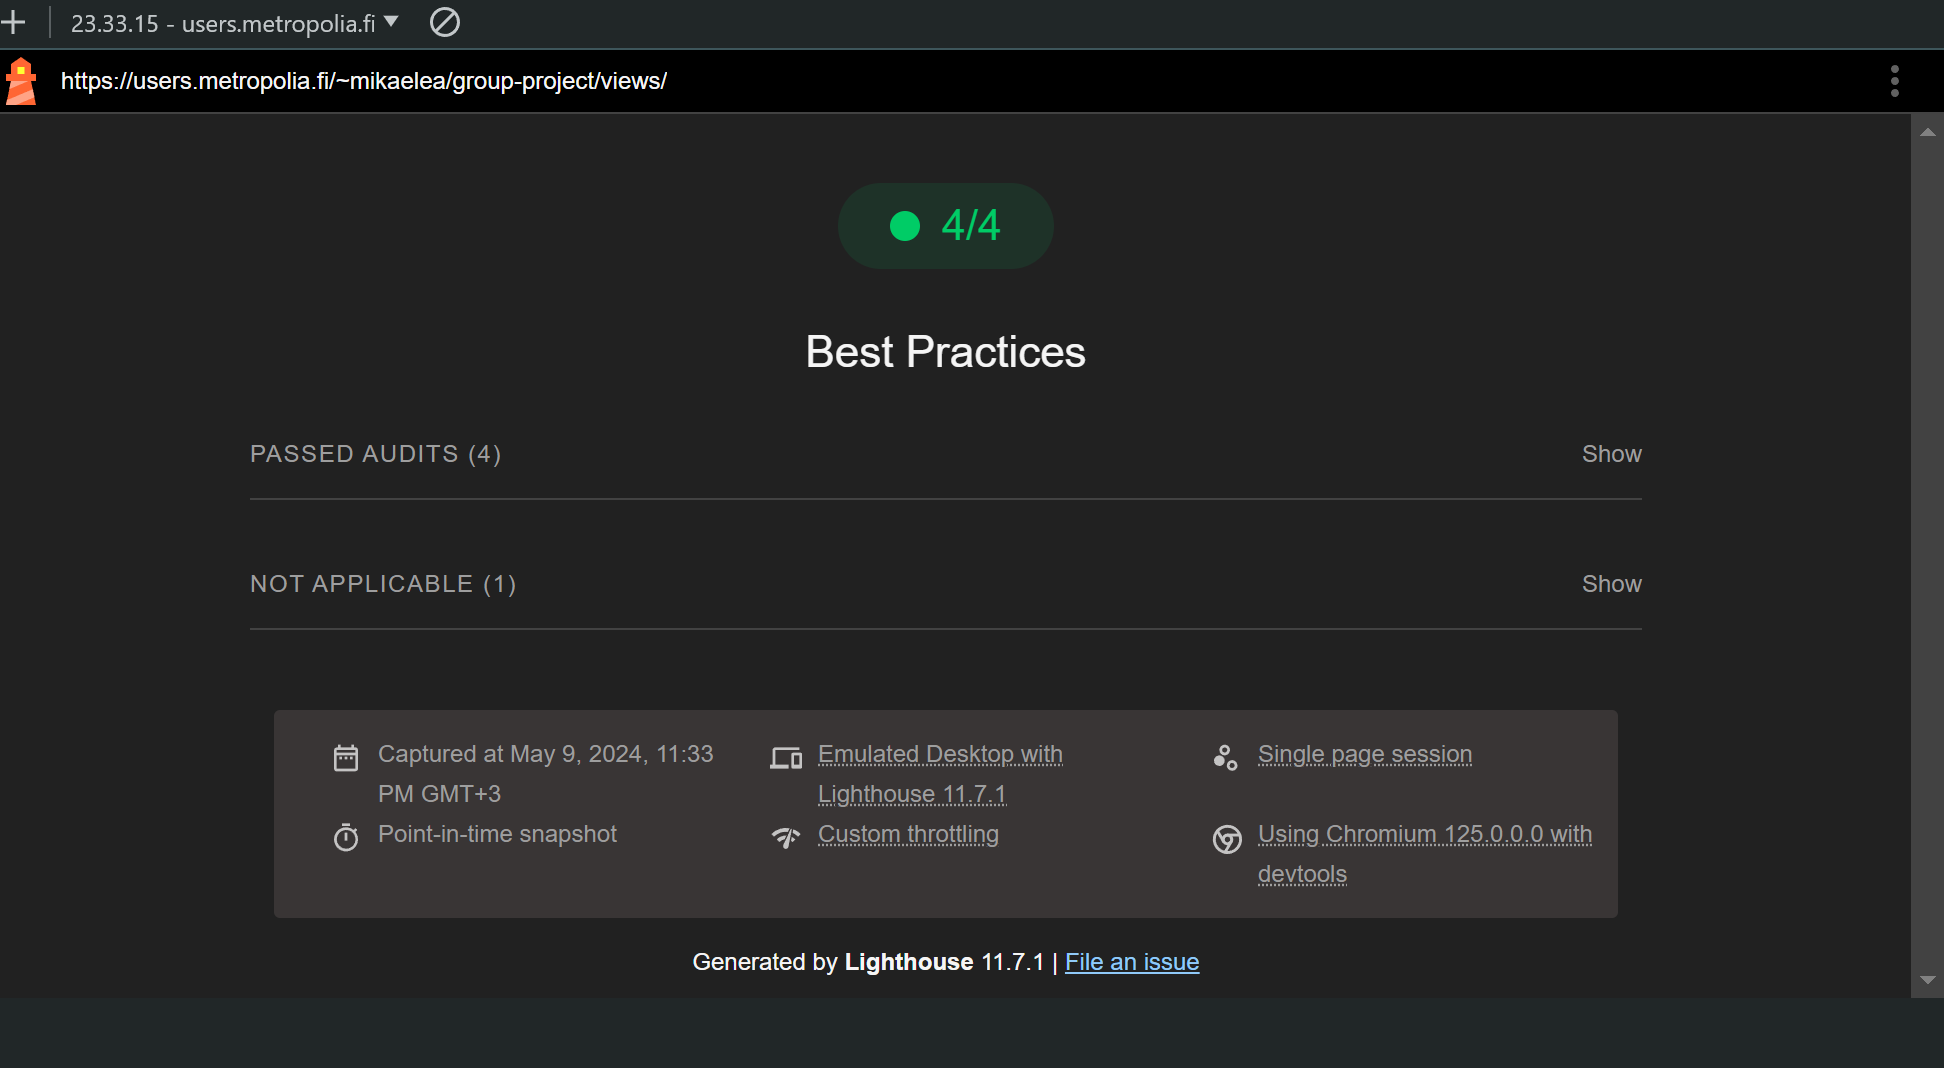 23.33.15 - users.metropolia.fi
https://users.metropolia.fi/~mikaelea/group-project/views/
4/4
Best Practices
PASSED AUDITS (4) Show
NOT APPLICABLE (1) Show
Captured at May 9, 2024, 11:33
PM GMT+3
Emulated Desktop with
Lighthouse 11.7.1
Single page session
Point-in-time snapshot
Custom throttling
Using Chromium 125.0.0.0 with
devtools
Generated by Lighthouse 11.7.1 | File an issue